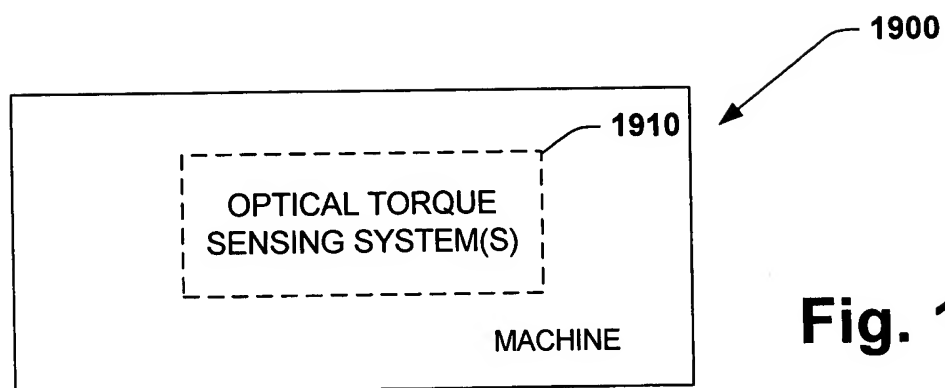 1900
1910
OPTICAL TORQUE
SENSING SYSTEM(S)
MACHINE
Fig.